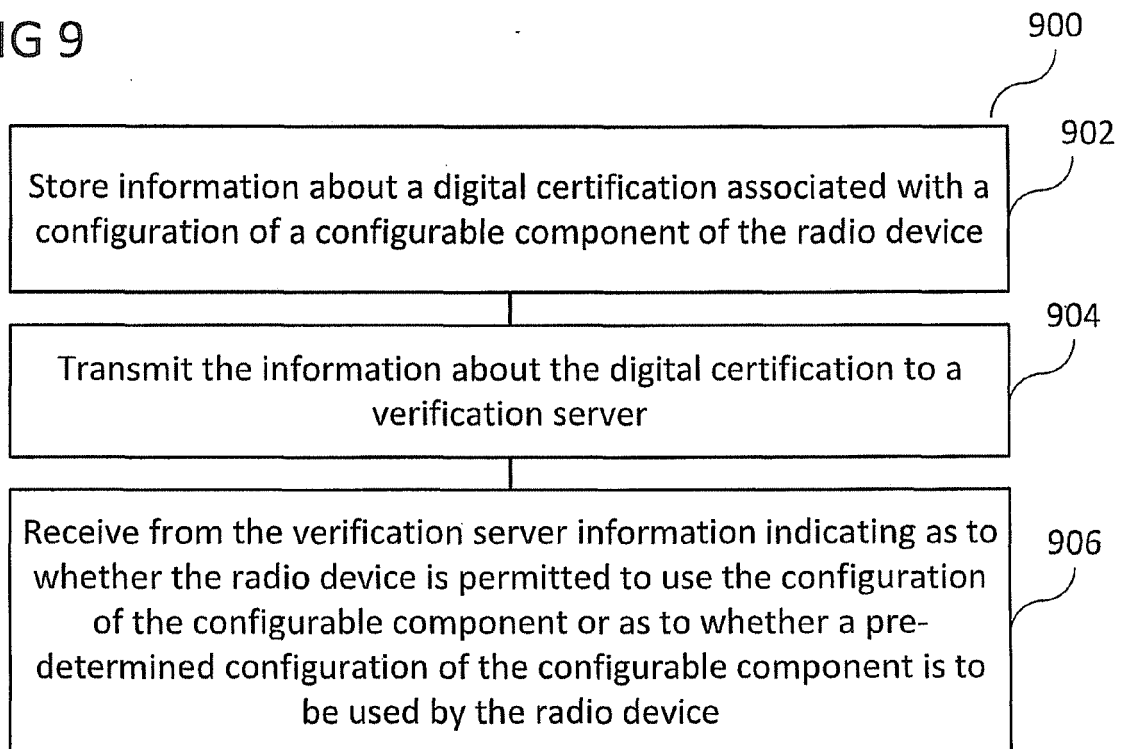 IG 9
900
902
Store information about a digital certification associated with a
configuration of a configurable component of the radio device
904
Transmit the information about the digital certification to a
verification server
906
Receive from the verification server information indicating as to
whether the radio device is permitted to use the configuration
of the configurable component or as to whether a pre-
determined configuration of the configurable component is to
be used by the radio device